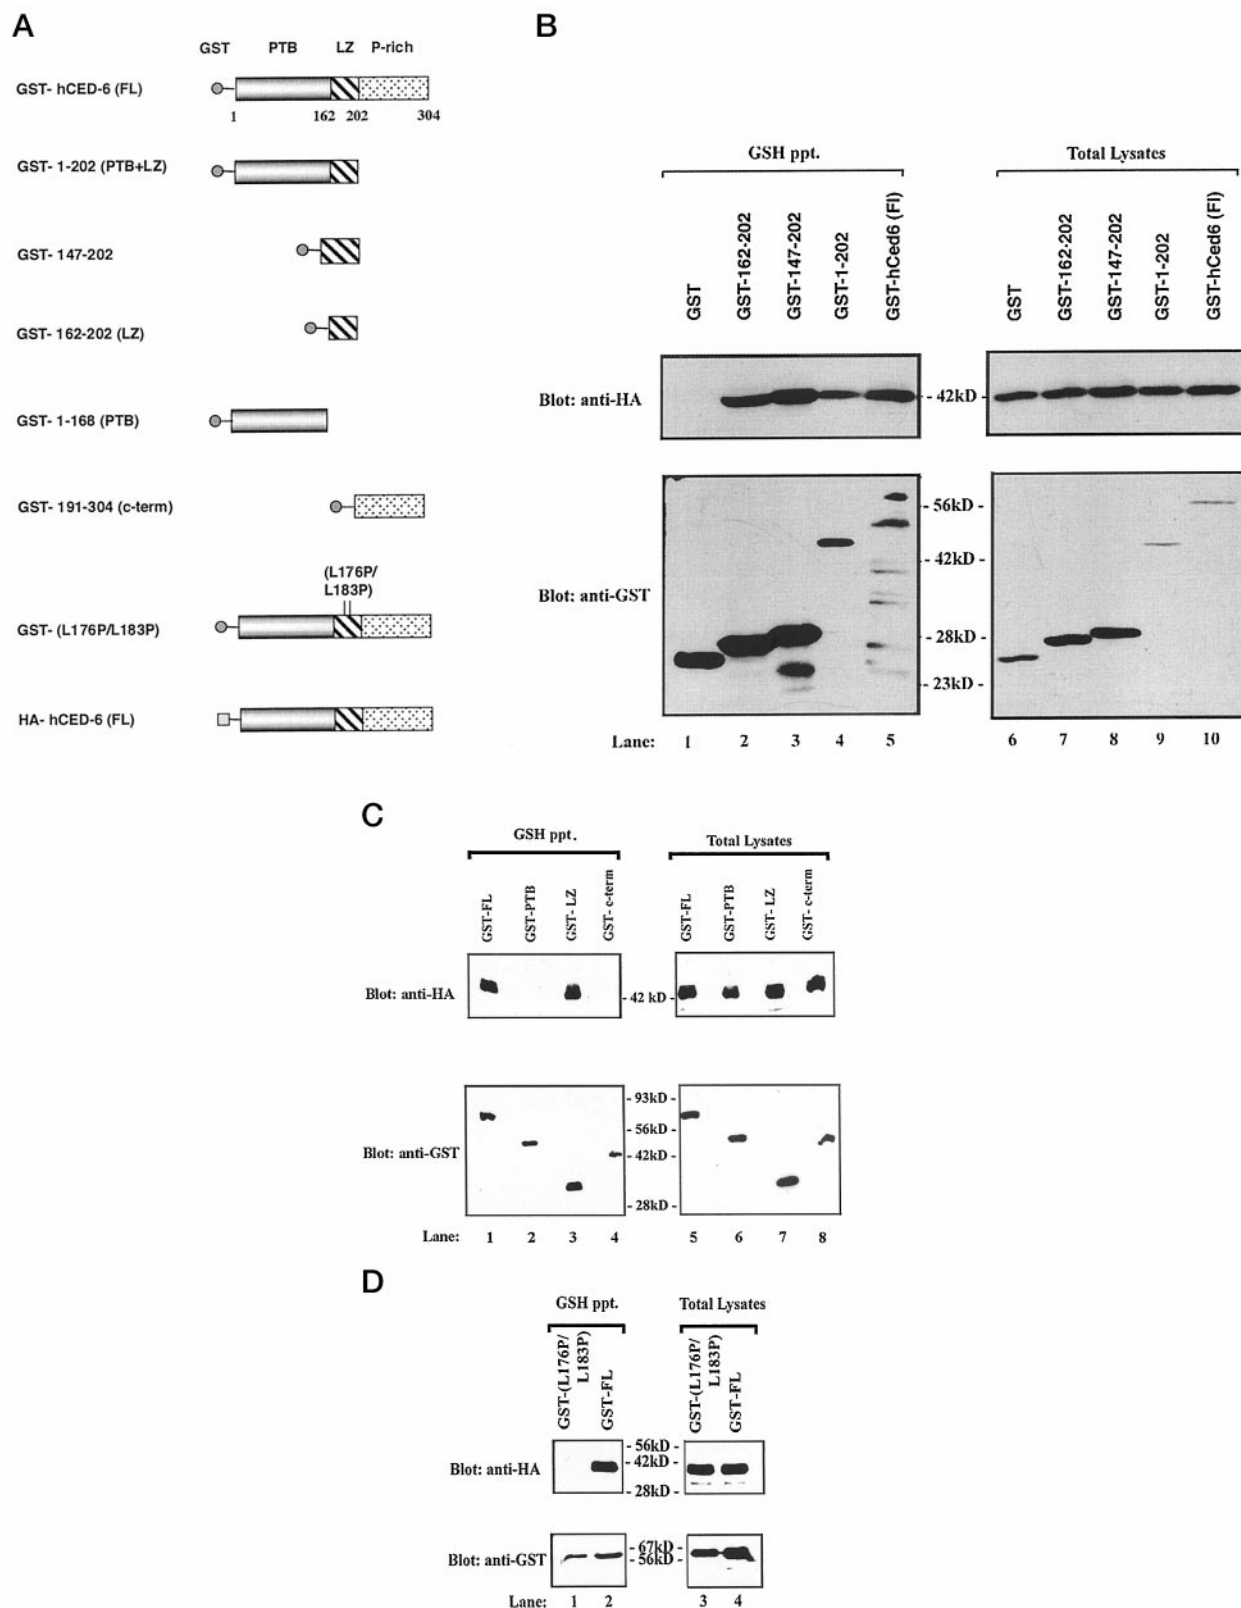 A
GST PTB LZ P-rich
GST- hCED-6 (FL)
1 162 202 304
GST- 1-202 (PTB+LZ)
GST- 147-202
GST- 162-202 (LZ)
GST- 1-168 (PTB)
GST- 191-304 (c-term)
(L176P/
L183P)
GST- (L176P/L183P)
HA- hCED-6 (FL)
B
GSH ppt. Total Lysates
GST GST-162-202 GST-147-202 GST-1-202 GST-hCed6 (Fl) GST GST-162-202 GST-147-202 GST-1-202 GST-hCed6 (Fl)
Blot: anti-HA - 42kD -
- 56kD -
- 42kD -
Blot: anti-GST
- 28kD -
- 23kD -
Lane: 1 2 3 4 5 6 7 8 9 10
C
GSH ppt. Total Lysates
GST-FL GST-PTB GST- LZ GST- c-term GST-FL GST-PTB GST- LZ GST- c-term
Blot: anti-HA - 42 kD -
- 93kD -
- 56kD -
Blot: anti-GST - 42kD -
- 28kD -
Lane: 1 2 3 4 5 6 7 8
D
GSH ppt. Total Lysates
GST-(L176P/ L183P) GST-FL GST-(L176P/ L183P) GST-FL
- 56kD -
Blot: anti-HA - 42kD -
- 28kD -
- 67kD -
Blot: anti-GST - 56kD -
Lane: 1 2 3 4